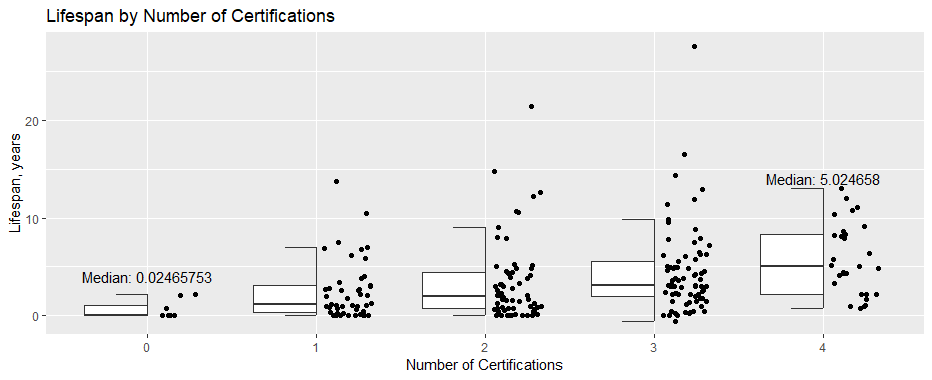 Lifespan by Number of Certifications
Lifespan, years
20
10
0
Median: 0.02465753
Median: 5.024658
0 1 2 3 4
Number of Certifications